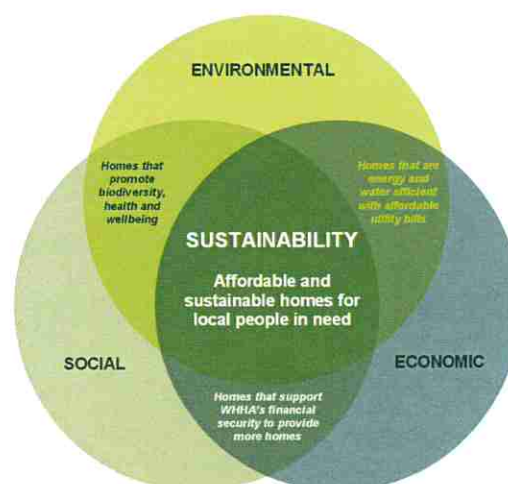 ENVIRONMENTAL
Homes that
promote
biodiversity,
health and
wellbeing
Homes that are
energy and
water efficient
with affordable
utility bills
SUSTAINABILITY
Affordable and
sustainable homes for
local people in need
SOCIAL
ECONOMIC
Homes that support
WHHA's financial
security to provide
more homes